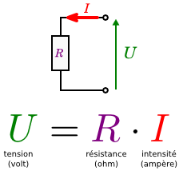 I
R
U
U = R · I
tension résistance intensité
(volt) (ohm) (ampère)